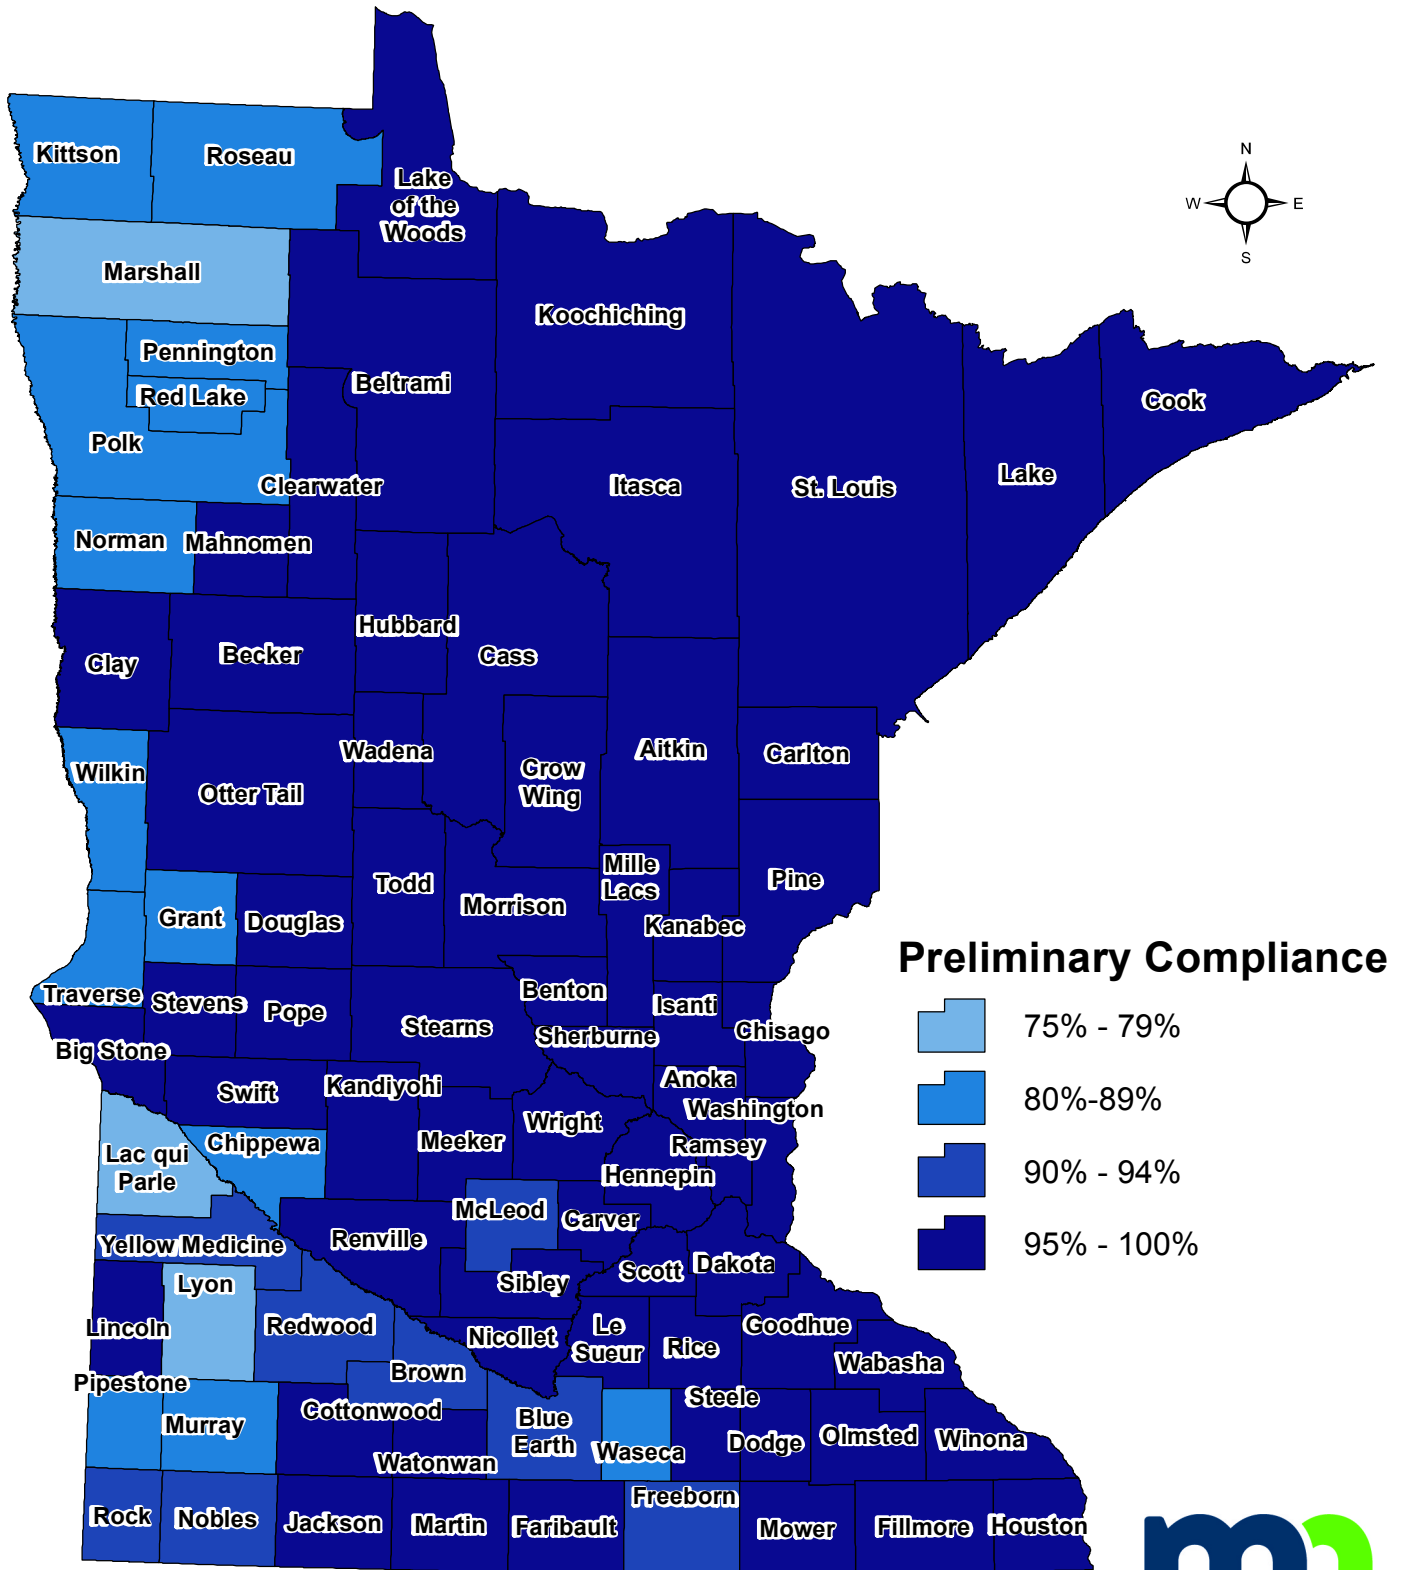 N
W E
S
Kittson
Roseau
Lake
of the
Woods
Marshall
Koochiching
Pennington
Beltrami
Red Lake
Cook
Polk
Clearwater
Itasca
St. Louis
Lake
Norman
Mahnomen
Hubbard
Clay
Becker
Cass
Wadena
Aitkin
Carlton
Wilkin
Crow
Wing
Otter Tail
Mille
Lacs
Todd
Pine
Morrison
Grant
Douglas
Kanabec
Preliminary Compliance
75% - 79%
80%-89%
90% - 94%
95% - 100%
Traverse
Stevens
Pope
Benton
Isanti
Stearns
Sherburne
Chisago
Big Stone
Swift
Kandiyohi
Anoka
Washington
Wright
Chippewa
Meeker
Ramsey
Lac qui
Parle
Hennepin
McLeod
Carver
Yellow Medicine
Renville
Dakota
Scott
Sibley
Lyon
Lincoln
Redwood
Nicollet
Le
Sueur
Rice
Goodhue
Wabasha
Brown
Pipestone
Steele
Cottonwood
Murray
Blue
Earth
Waseca
Dodge
Olmsted
Winona
Watonwan
Freeborn
Rock
Nobles
Jackson
Martin
Faribault
Mower
Fillmore
Houston